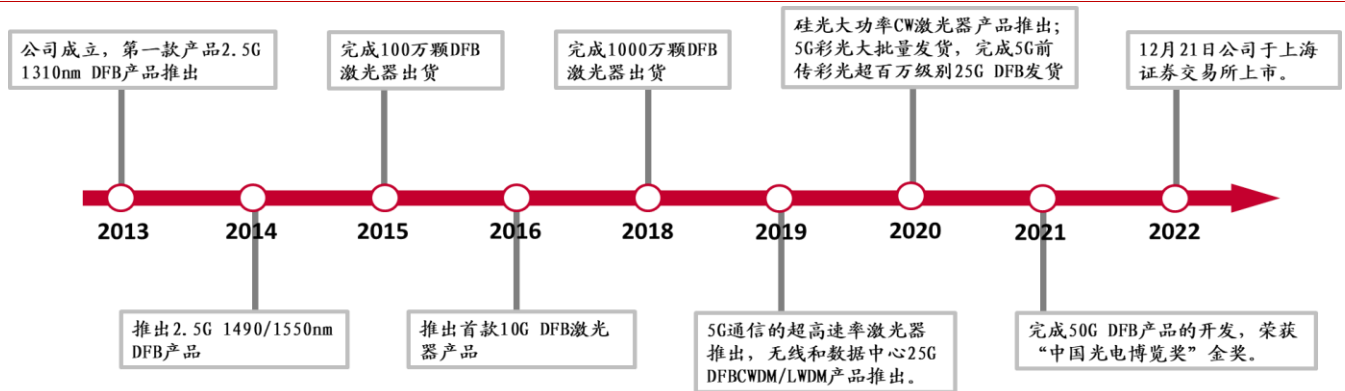 公司成立，第一款产品2.5G
1310nm DFB产品推出
完成100万颗DFB
激光器出货
完成1000万颗DFB
激光器出货
硅光大功率CW激光器产品推出；
5G彩光大批量发货，完成5G前
传彩光超百万级别25G DFB发货
12月21日公司于上海
证券交易所上市。
2013
2014
2015
2016
2018
2019
2020
2021
2022
推出2.5G 1490/1550nm
DFB产品
推出首款10G DFB激光
器产品
5G通信的超高速率激光器
推出，无线和数据中心25G
DFBCWDM/LWDM产品推出。
完成50G DFB产品的开发，荣获
“中国光电博览奖”金奖。